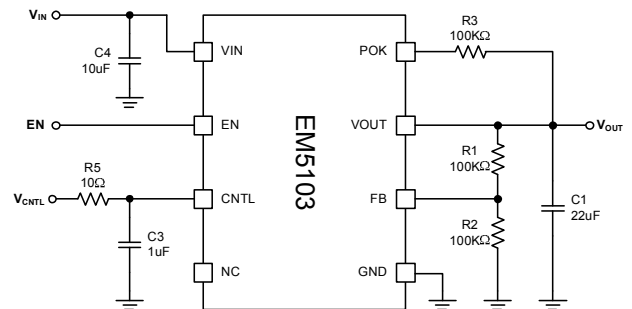 VIN
C4
10uF
EN
R5
10Ω
VCNTL
C3
1uF
VIN
EN
CNTL
NC
EM5103
POK
VOUT
FB
GND
R3
100KΩ
VOUT
R1
100KΩ
R2
100KΩ
C1
22uF